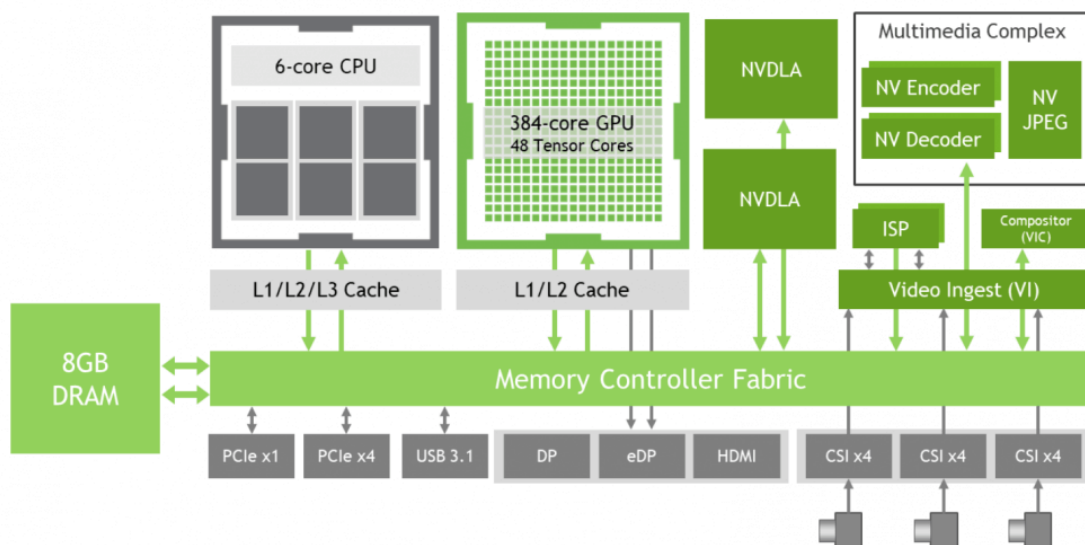 Multimedia Complex
6-core CPU
NVDLA
NV Encoder
NV
JPEG
384-core GPU
48 Tensor Cores
NV Decoder
NVDLA
ISP
Compositor
(VIC)
L1/L2/L3 Cache
L1/L2 Cache
Video Ingest (VI)
8GB
DRAM
Memory Controller Fabric
PCIe x1
PCIe x4
USB 3.1
DP
eDP
HDMI
CSI x4
CSI x4
CSI x4